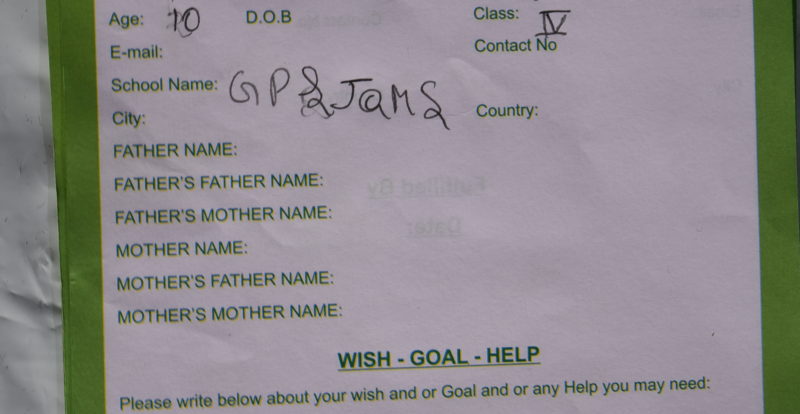 Age: 10 D.O.B Class: IV
E-mail: Contact No
School Name: GPS JamS
City: Country:
FATHER NAME:
FATHER'S FATHER NAME:
FATHER'S MOTHER NAME:
MOTHER NAME:
MOTHER'S FATHER NAME:
MOTHER'S MOTHER NAME:
WISH - GOAL - HELP
Please write below about your wish and or Goal and or any Help you may need: